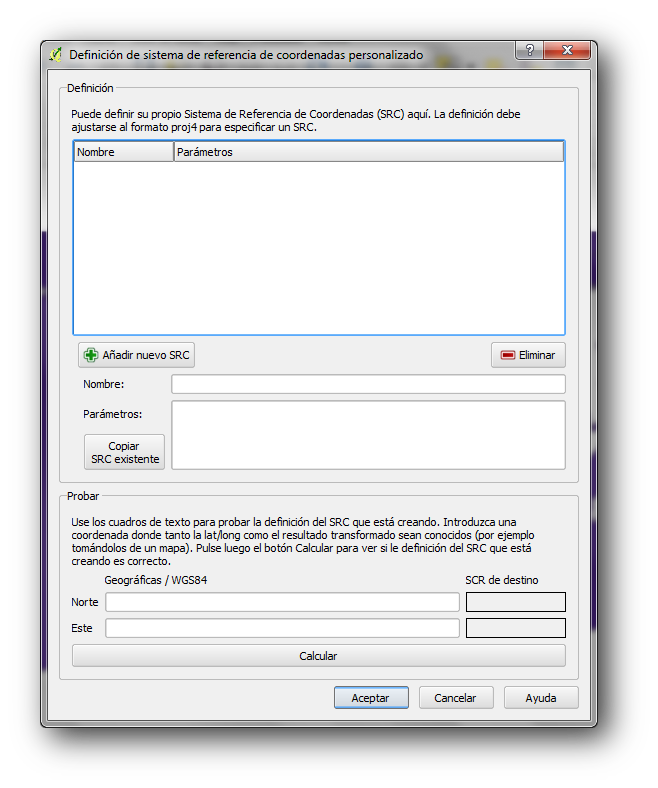 Definición de sistema de referencia de coordenadas personalizado
?
Definición
Puede definir su propio Sistema de Referencia de Coordenadas (SRC) aquí. La definición debe
ajustarse al formato proj4 para especificar un SRC.
Nombre Parámetros
Añadir nuevo SRC Eliminar
Nombre:
Parámetros:
Copiar
SRC existente
Probar
Use los cuadros de texto para probar la definición del SRC que está creando. Introduzca una
coordenada donde tanto la lat/long como el resultado transformado sean conocidos (por ejemplo
tomándolos de un mapa). Pulse luego el botón Calcular para ver si le definición del SRC que está
creando es correcto.
Geográficas / WGS84 SCR de destino
Norte
Este
Calcular
Aceptar Cancelar Ayuda